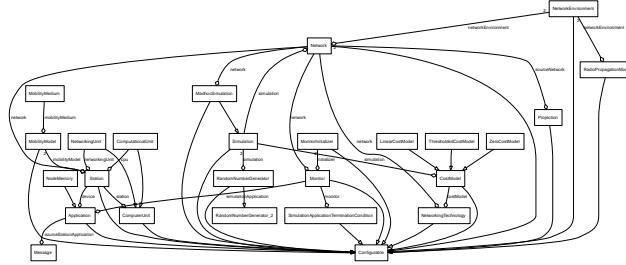 NetworkEnvironment
2
networkEnvironment
networkEnvironment
Network
RadioPropagationMo
network
simulation
sourceNetwork
MobilityMedium
network
network
Projection
mobilityMedium
MobilityModel
NetworkingUnit
ComputationalUnit
Simulation
MonitorInitializer
LinearCostModel
ThresholdedCostModel
ZeroCostModel
network
mobilityModel
networkingUnit
cpu
simulation
initializer
simulation
NodeMemory
Station
RandomNumberGenerator
Monitor
CostModel
device
station
simulationApplication
monitor
costModel
Application
ComputerUnit
RandomNumberGenerator_2
SimulationApplicationTerminationCondition
NetworkingTechnology
sourceStationApplication
Message
Configurable